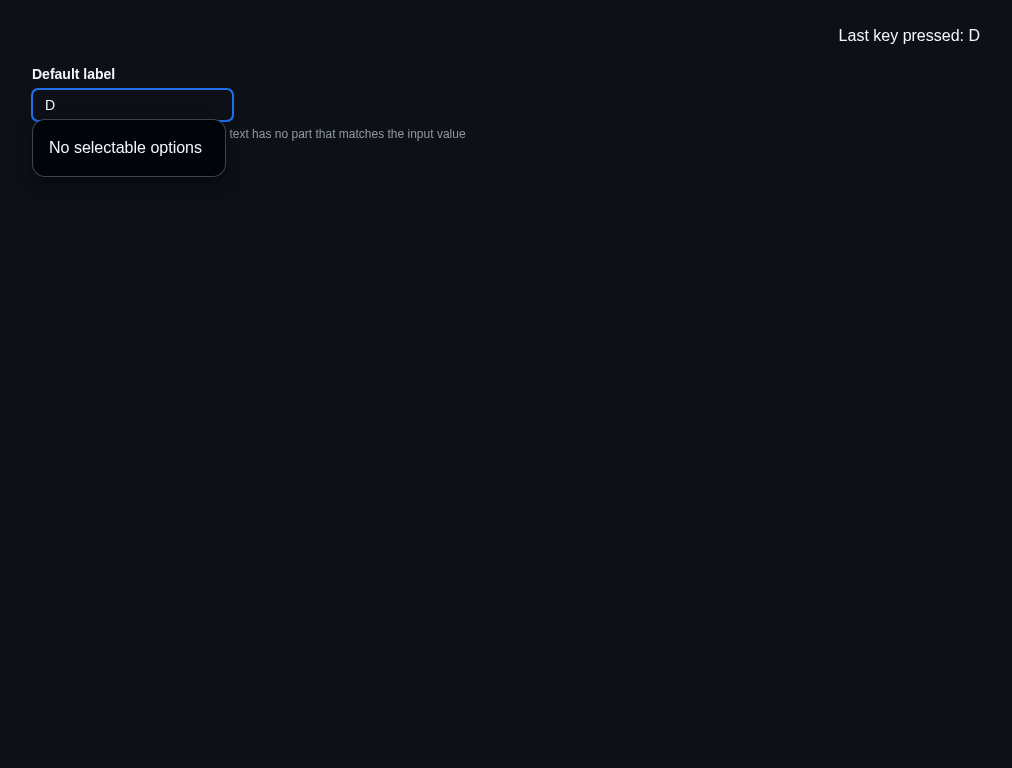 Last key pressed: D
Default label
D
text has no part that matches the input value
No selectable options